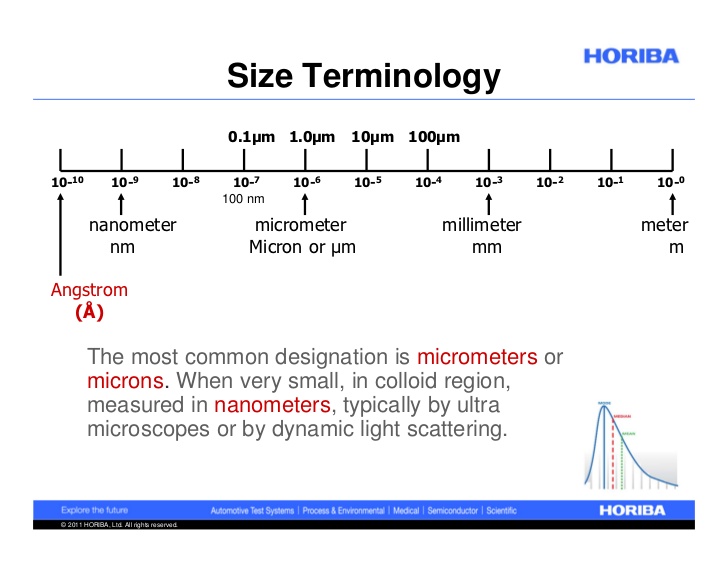 HORIBA
Size Terminology
0.1µm 1.0µm 10µm 100µm
10-10 10-9 10-8 10-7 10-6 10-5 10-4 10-3 10-2 10-1 10-0
100 nm
nanometer micrometer millimeter meter
nm Micron or µm mm m
Angstrom
(Å)
The most common designation is micrometers or
microns. When very small, in colloid region,
measured in nanometers, typically by ultra
microscopes or by dynamic light scattering.
MODE
MEDIAN
MEAN
Explore the future Automotive Test Systems | Process & Environmental | Medical | Semiconductor | Scientific HORIBA
© 2011 HORIBA, Ltd. All rights reserved.